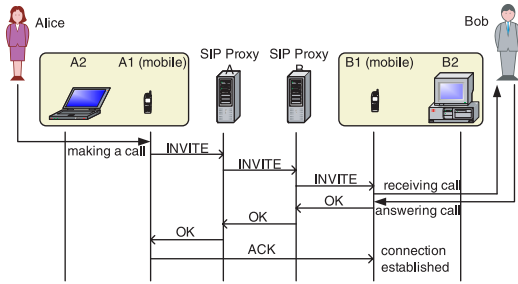 Alice
Bob
SIP Proxy
SIP Proxy
A2
A1 (mobile)
A
B
B1 (mobile)
B2
making a call
INVITE
INVITE
INVITE
receiving call
OK
answering call
OK
OK
ACK
connection
established